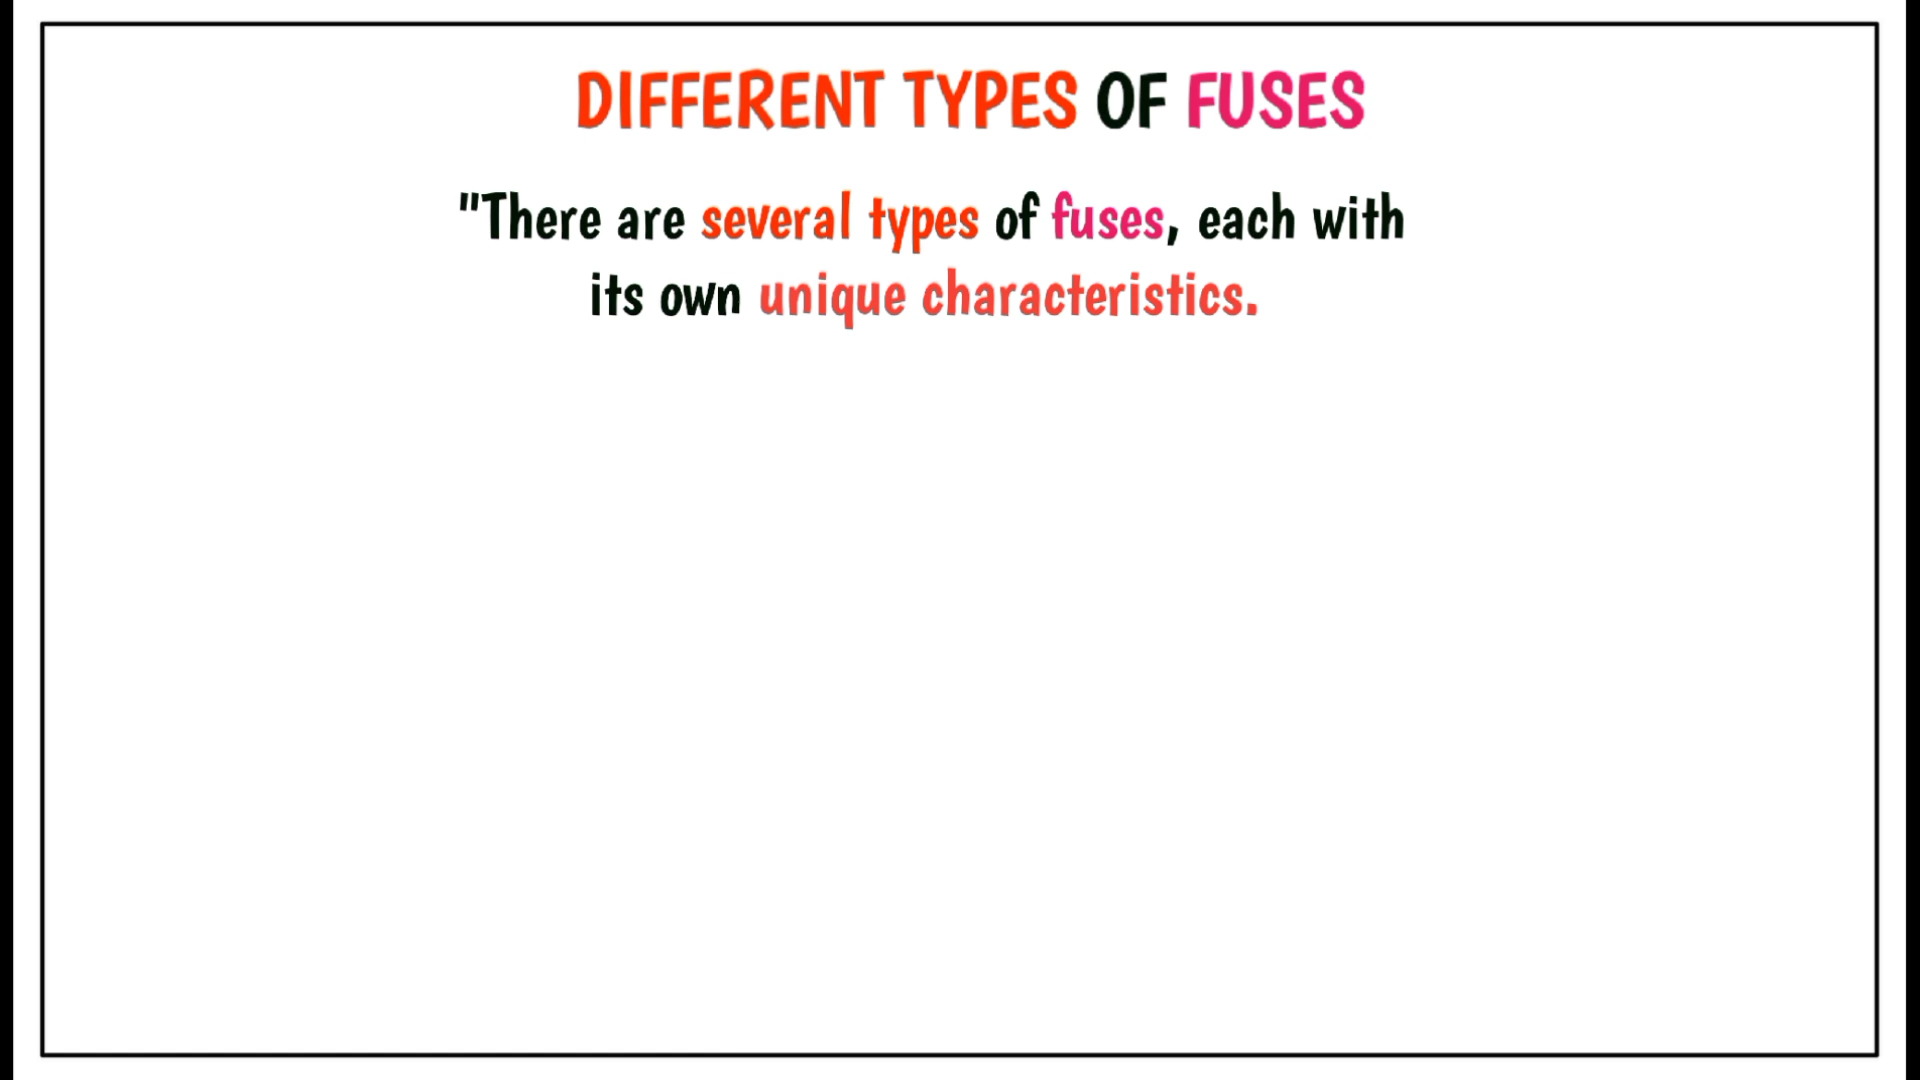 DIFFERENT TYPES OF FUSES
"There are several types of fuses, each with
its own unique characteristics.